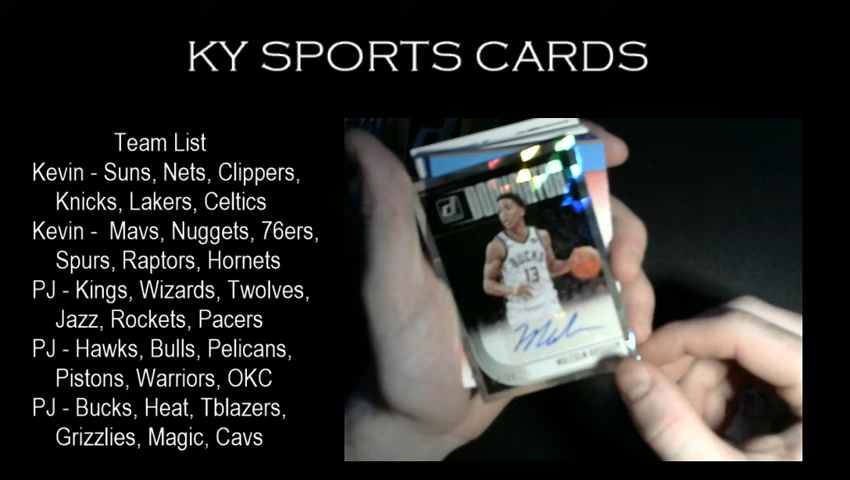 KY SPORTS CARDS
Team List
Kevin - Suns, Nets, Clippers,
Knicks, Lakers, Celtics
Kevin - Mavs, Nuggets, 76ers,
Spurs, Raptors, Hornets
PJ - Kings, Wizards, Twolves,
Jazz, Rockets, Pacers
PJ - Hawks, Bulls, Pelicans,
Pistons, Warriors, OKC
PJ - Bucks, Heat, Tblazers,
Grizzlies, Magic, Cavs
BUCKS
13
MALCOLM